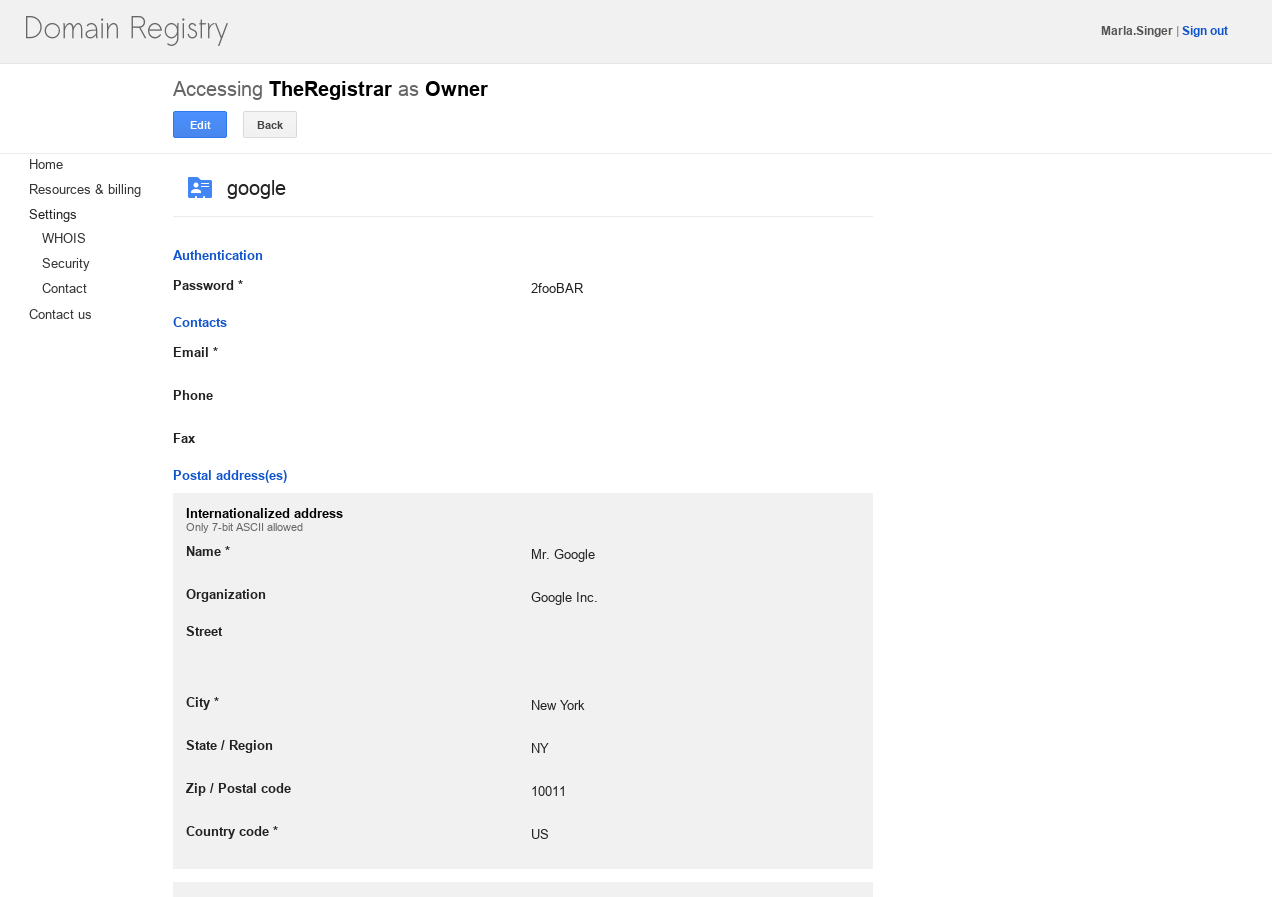 Domain Registry
Marla.Singer | Sign out
Accessing TheRegistrar as Owner
Edit
Back
Home
Resources & billing
Settings
WHOIS
Security
Contact
Contact us
google
Authentication
Password *
2fooBAR
Contacts
Email *
Phone
Fax
Postal address(es)
Internationalized address
Only 7-bit ASCII allowed
Name *
Mr. Google
Organization
Google Inc.
Street
City *
New York
State / Region
NY
Zip / Postal code
10011
Country code *
US